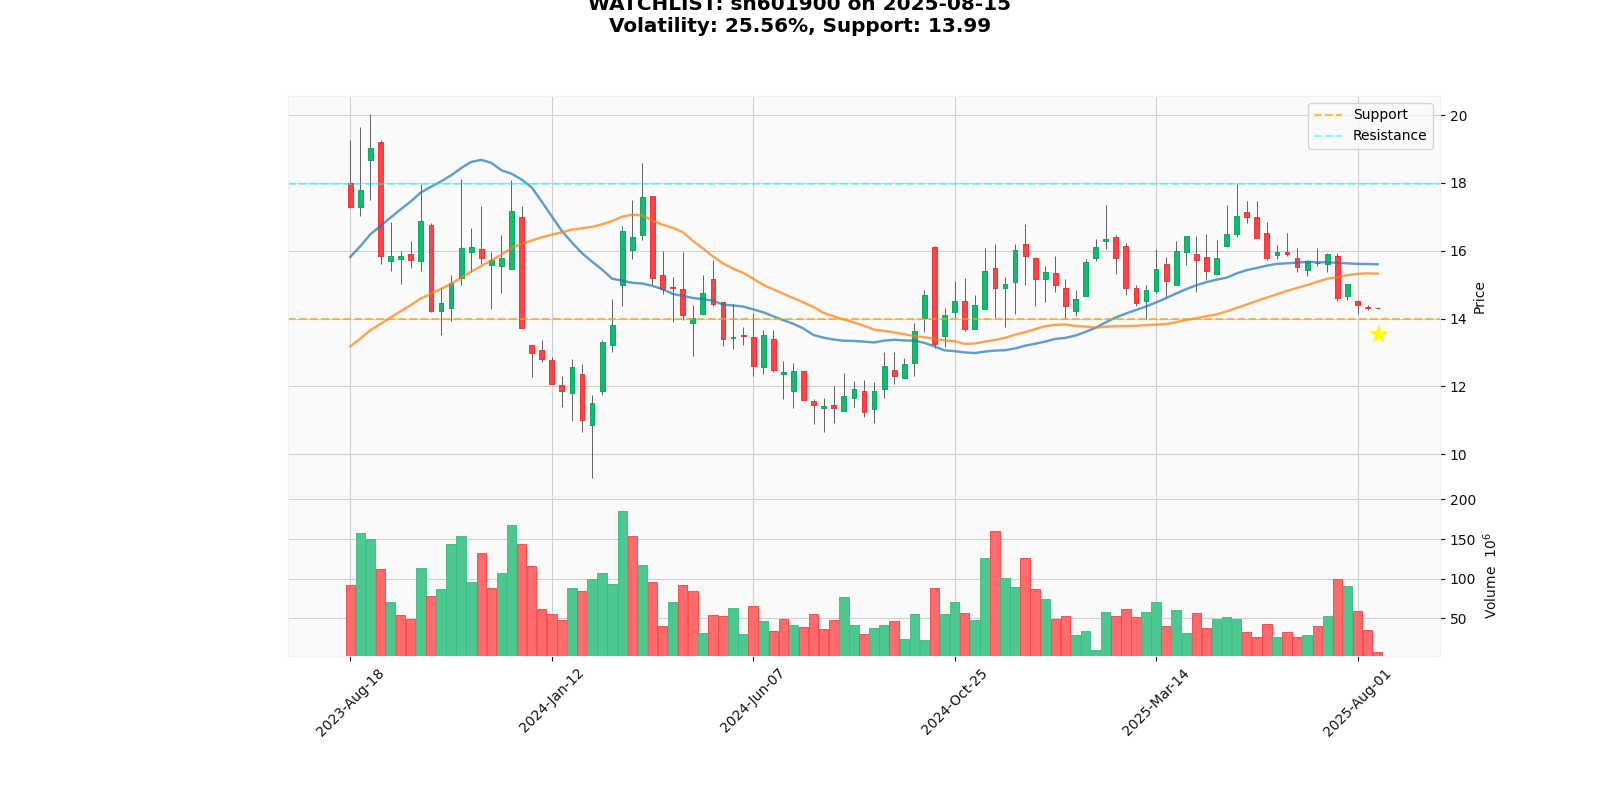 WATCHLIST: sh601900 on 2025-08-15
Volatility: 25.56%, Support: 13.99
Support
Resistance
20
18
16
14
12
10
Price
200
150
100
50
Volume 10⁶
2023-Aug-18
2024-Jan-12
2024-Jun-07
2024-Oct-25
2025-Mar-14
2025-Aug-01